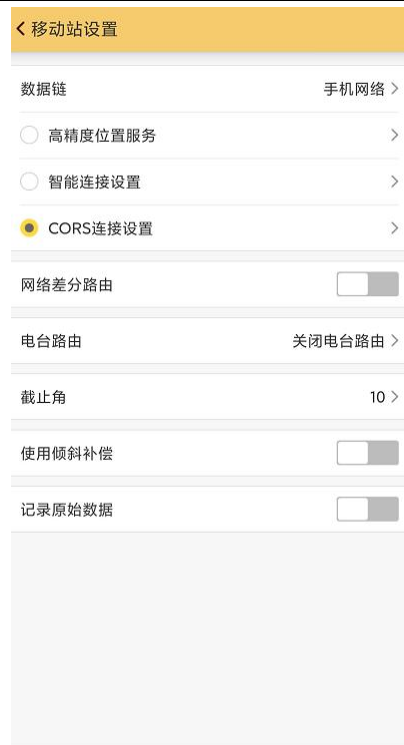 移动站设置
数据链 手机网络
高精度位置服务
智能连接设置
CORS连接设置
网络差分路由
电台路由 关闭电台路由
截止角 10
使用倾斜补偿
记录原始数据